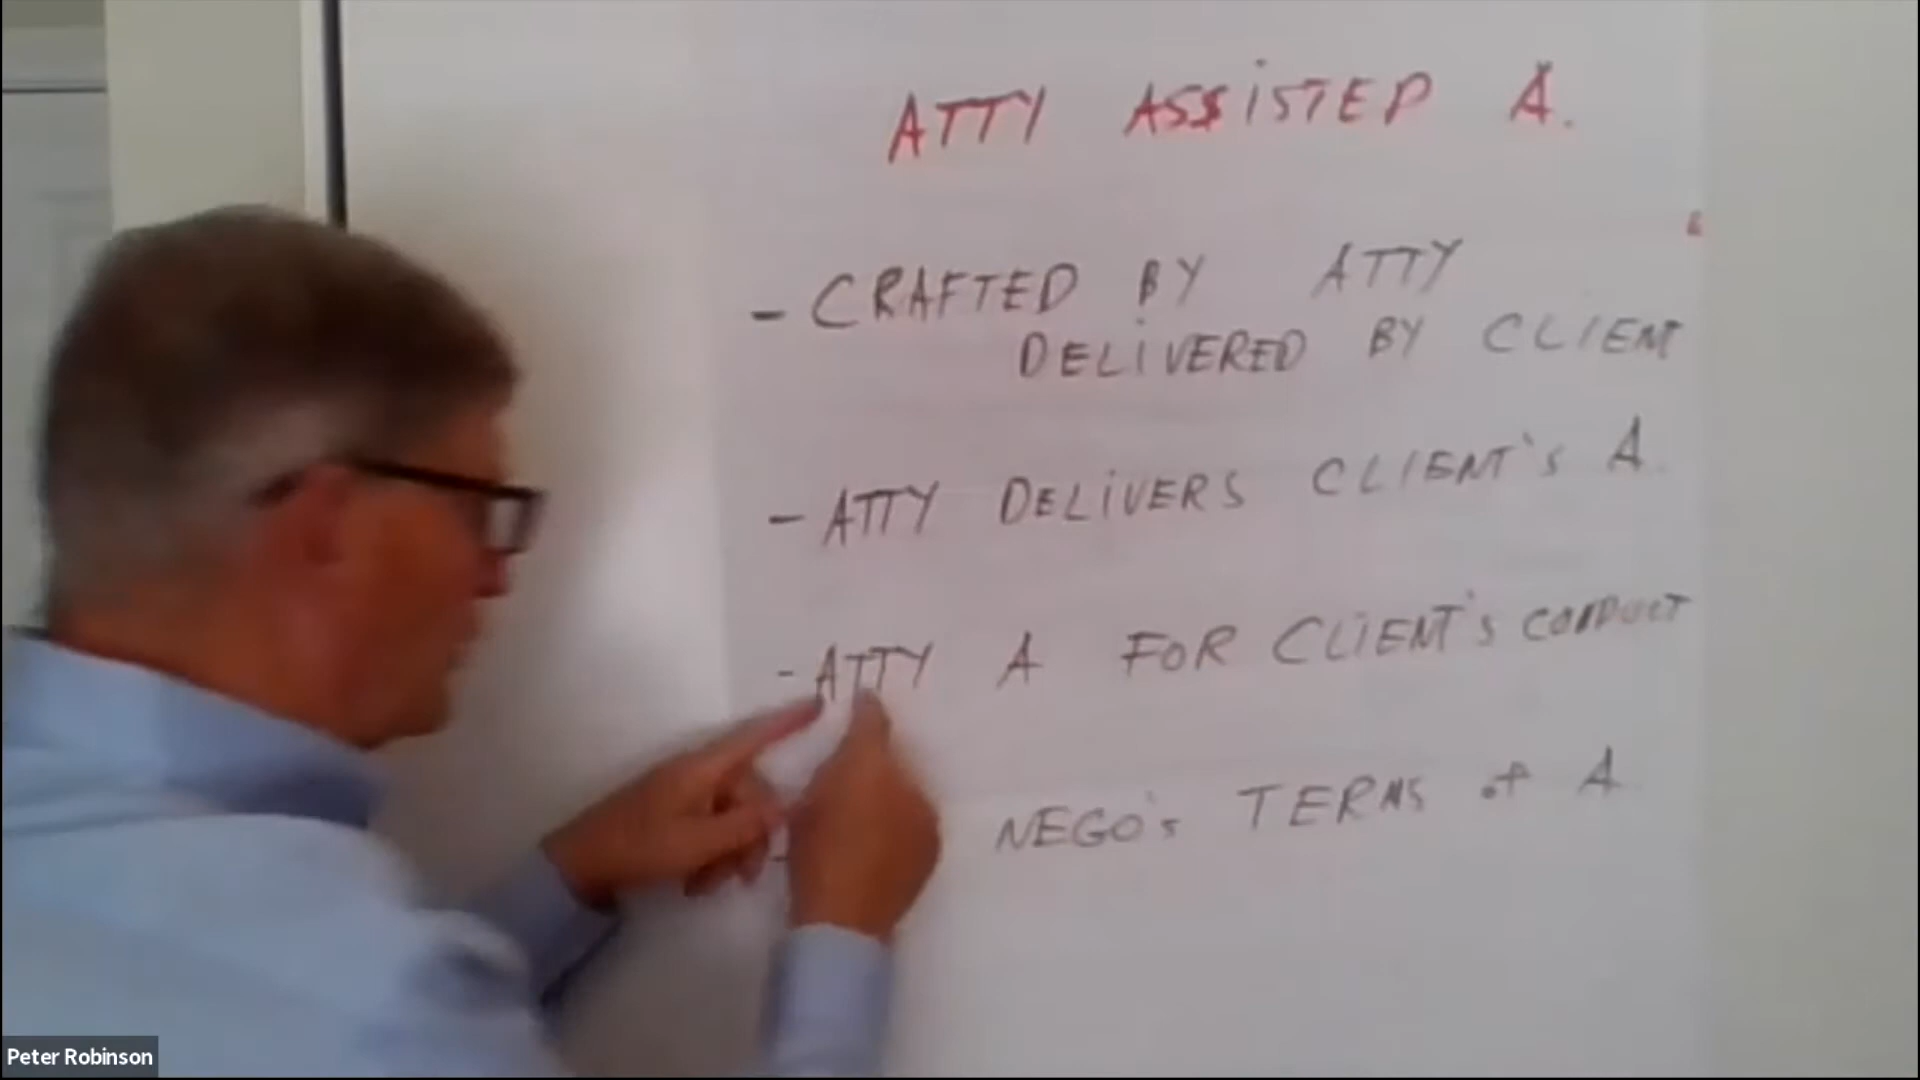 ATTY ASSISTED A.
- CRAFTED BY ATTY
DELIVERED BY CLIENT
- ATTY DELIVERS CLIENT'S A
- ATTY A FOR CLIENT'S CONDUCT
- NEGO's TERMS of A
Peter Robinson